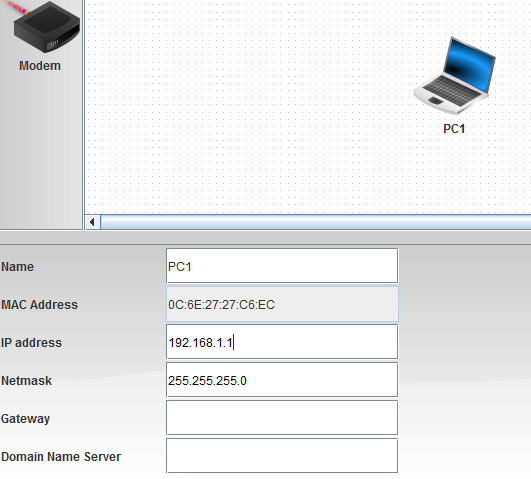 Modem
PC1
Name
PC1
MAC Address
0C:6E:27:27:C6:EC
IP address
192.168.1.1
Netmask
255.255.255.0
Gateway
Domain Name Server